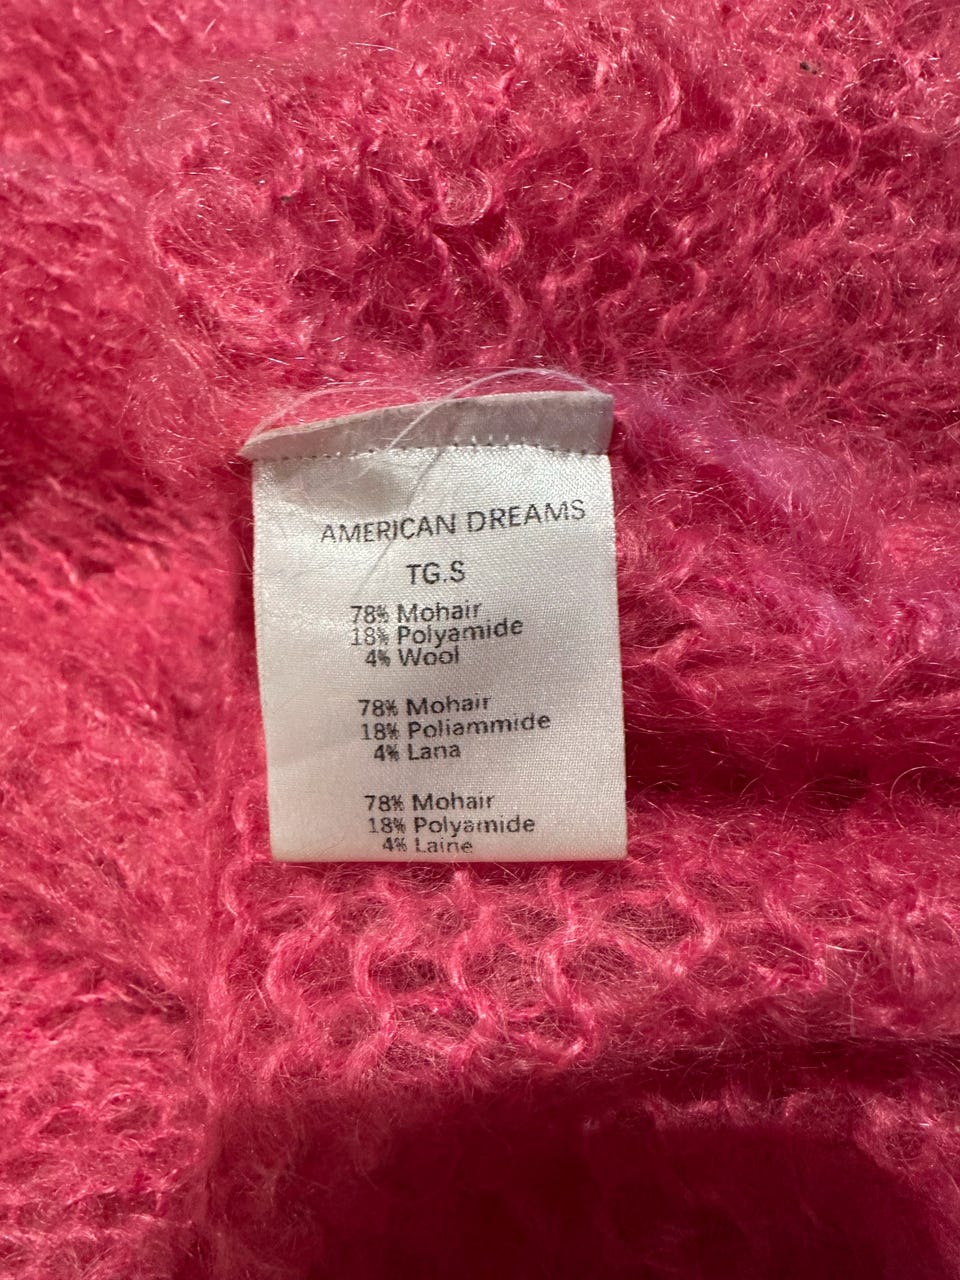 AMERICAN DREAMS
TG.S
78% Mohair
18% Polyamide
4% Wool
78% Mohair
18% Poliammide
4% Lana
78% Mohair
18% Polyamide
4% Laine